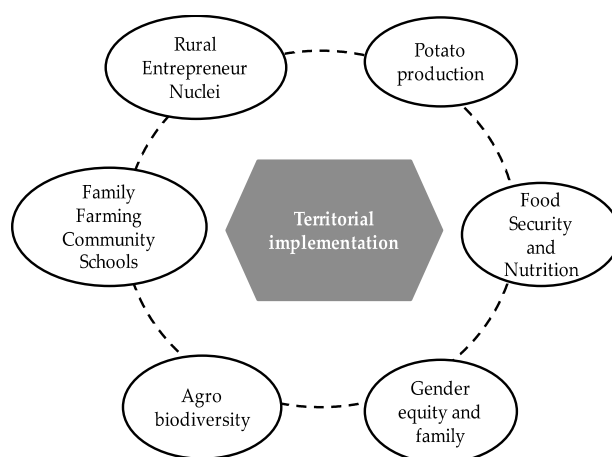 Rural
Entrepreneur
Nuclei
Potato
production
Family
Farming
Community
Schools
Territorial
implementation
Food
Security
and
Nutrition
Agro
biodiversity
Gender
equity and
family